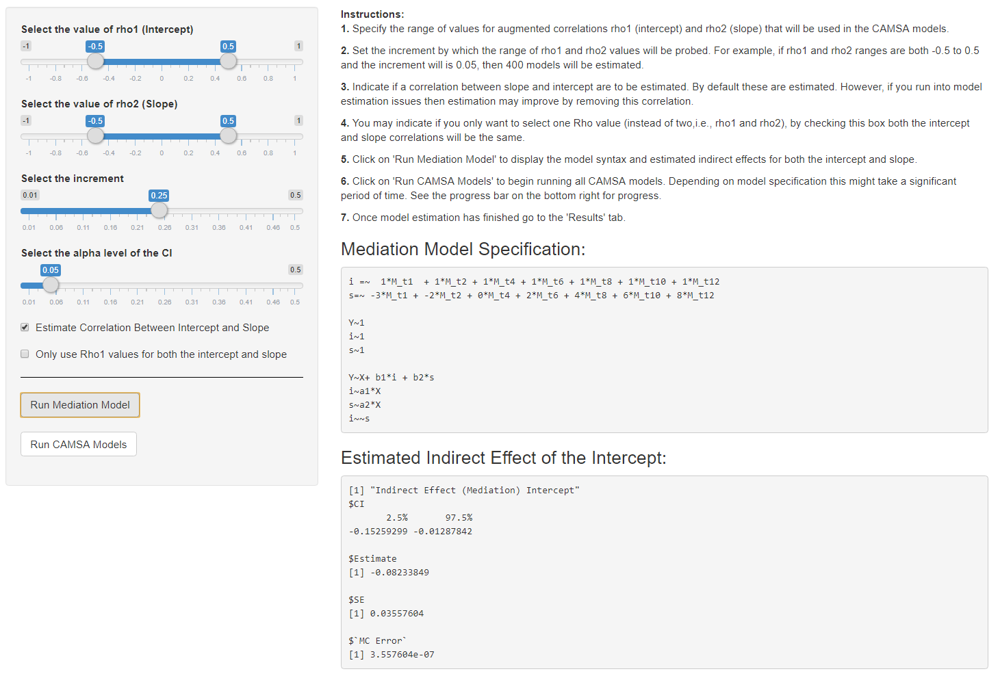 Select the value of rho1 (Intercept)
-1 -0.5 0.5 1
-1 -0.8 -0.6 -0.4 -0.2 0 0.2 0.4 0.6 0.8 1
Select the value of rho2 (Slope)
-1 -0.5 0.5 1
-1 -0.8 -0.6 -0.4 -0.2 0 0.2 0.4 0.6 0.8 1
Select the increment
0.01 0.25 0.5
0.01 0.06 0.11 0.16 0.21 0.26 0.31 0.36 0.41 0.46 0.5
Select the alpha level of the CI
0.05 0.5
0.01 0.06 0.11 0.16 0.21 0.26 0.31 0.36 0.41 0.46 0.5
Estimate Correlation Between Intercept and Slope
Only use Rho1 values for both the intercept and slope
Run Mediation Model
Run CAMSA Models
Instructions:
1. Specify the range of values for augmented correlations rho1 (intercept) and rho2 (slope) that will be used in the CAMSA models.
2. Set the increment by which the range of rho1 and rho2 values will be probed. For example, if rho1 and rho2 ranges are both -0.5 to 0.5
and the increment will is 0.05, then 400 models will be estimated.
3. Indicate if a correlation between slope and intercept are to be estimated. By default these are estimated. However, if you run into model
estimation issues then estimation may improve by removing this correlation.
4. You may indicate if you only want to select one Rho value (instead of two,i.e., rho1 and rho2), by checking this box both the intercept
and slope correlations will be the same.
5. Click on 'Run Mediation Model' to display the model syntax and estimated indirect effects for both the intercept and slope.
6. Click on 'Run CAMSA Models' to begin running all CAMSA models. Depending on model specification this might take a significant
period of time. See the progress bar on the bottom right for progress.
7. Once model estimation has finished go to the 'Results' tab.
Mediation Model Specification:
i =~  1*M_t1  + 1*M_t2 + 1*M_t4 + 1*M_t6 + 1*M_t8 + 1*M_t10 + 1*M_t12
s=~ -3*M_t1 + -2*M_t2 + 0*M_t4 + 2*M_t6 + 4*M_t8 + 6*M_t10 + 8*M_t12
Y~1
i~1
s~1
Y~X+ b1*i + b2*s
i~a1*X
s~a2*X
i~~s
Estimated Indirect Effect of the Intercept:
[1] "Indirect Effect (Mediation) Intercept"
$CI
2.5% 97.5%
-0.15259299 -0.01287842
$Estimate
[1] -0.08233849
$SE
[1] 0.03557604
$`MC Error`
[1] 3.557604e-07